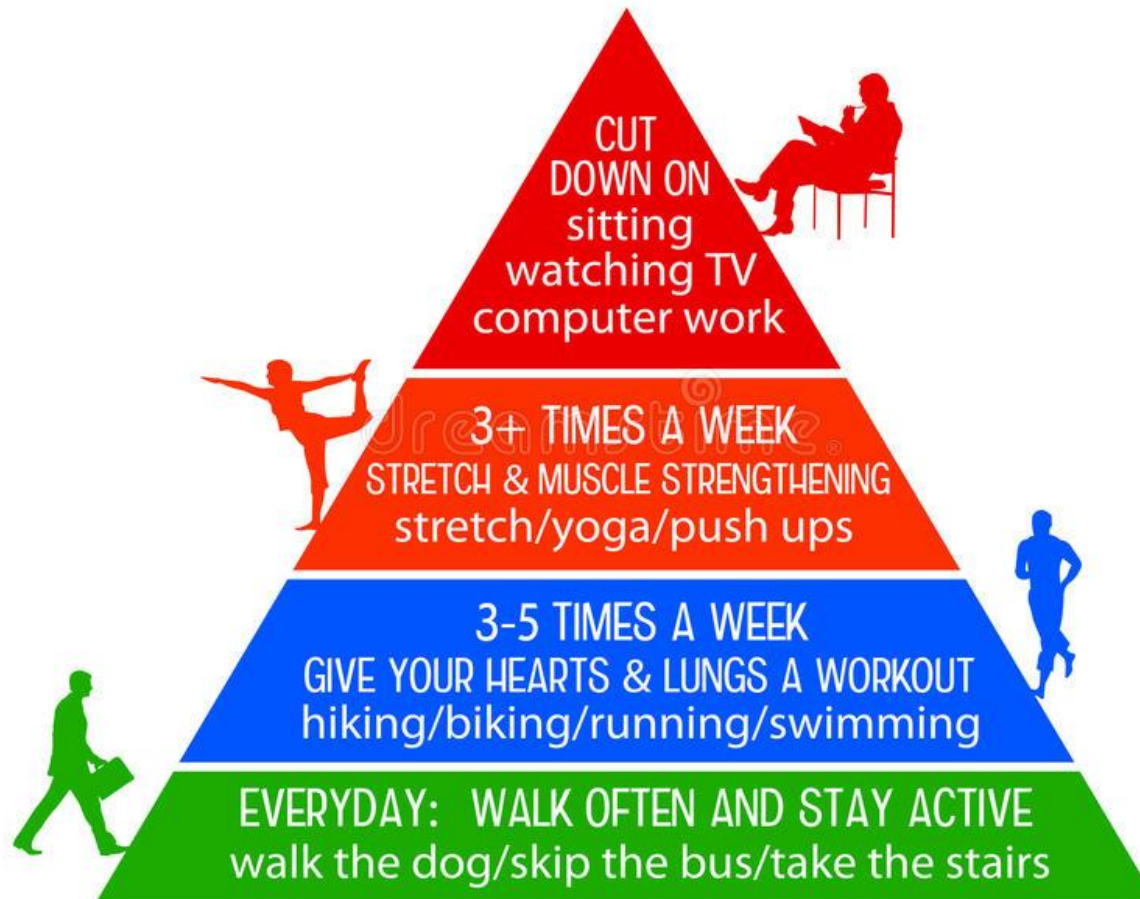 CUT
DOWN ON
sitting
watching TV
computer work
dreamstime®
3+ TIMES A WEEK
STRETCH & MUSCLE STRENGTHENING
stretch/yoga/push ups
3-5 TIMES A WEEK
GIVE YOUR HEARTS & LUNGS A WORKOUT
hiking/biking/running/swimming
EVERYDAY: WALK OFTEN AND STAY ACTIVE
walk the dog/skip the bus/take the stairs